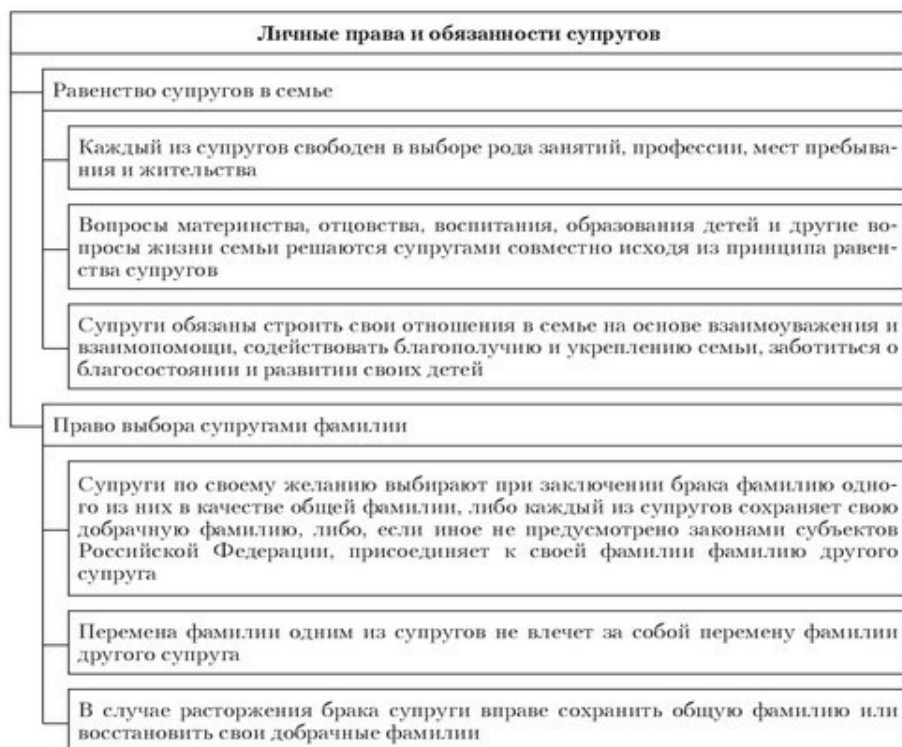 Личные права и обязанности супругов
Равенство супругов в семье
Каждый из супругов свободен в выборе рода занятий, профессии, мест пребыва-
ния и жительства
Вопросы материнства, отцовства, воспитания, образования детей и другие во-
просы жизни семьи решаются супругами совместно исходя из принципа равен-
ства супругов
Супруги обязаны строить свои отношения в семье на основе взаимоуважения и
взаимопомощи, содействовать благополучию и укреплению семьи, заботиться о
благосостоянии и развитии своих детей
Право выбора супругами фамилии
Супруги по своему желанию выбирают при заключении брака фамилию одно-
го из них в качестве общей фамилии, либо каждый из супругов сохраняет свою
добрачную фамилию, либо, если иное не предусмотрено законами субъектов
Российской Федерации, присоединяет к своей фамилии фамилию другого
супруга
Перемена фамилии одним из супругов не влечет за собой перемену фамилии
другого супруга
В случае расторжения брака супруги вправе сохранить общую фамилию или
восстановить свои добрачные фамилии